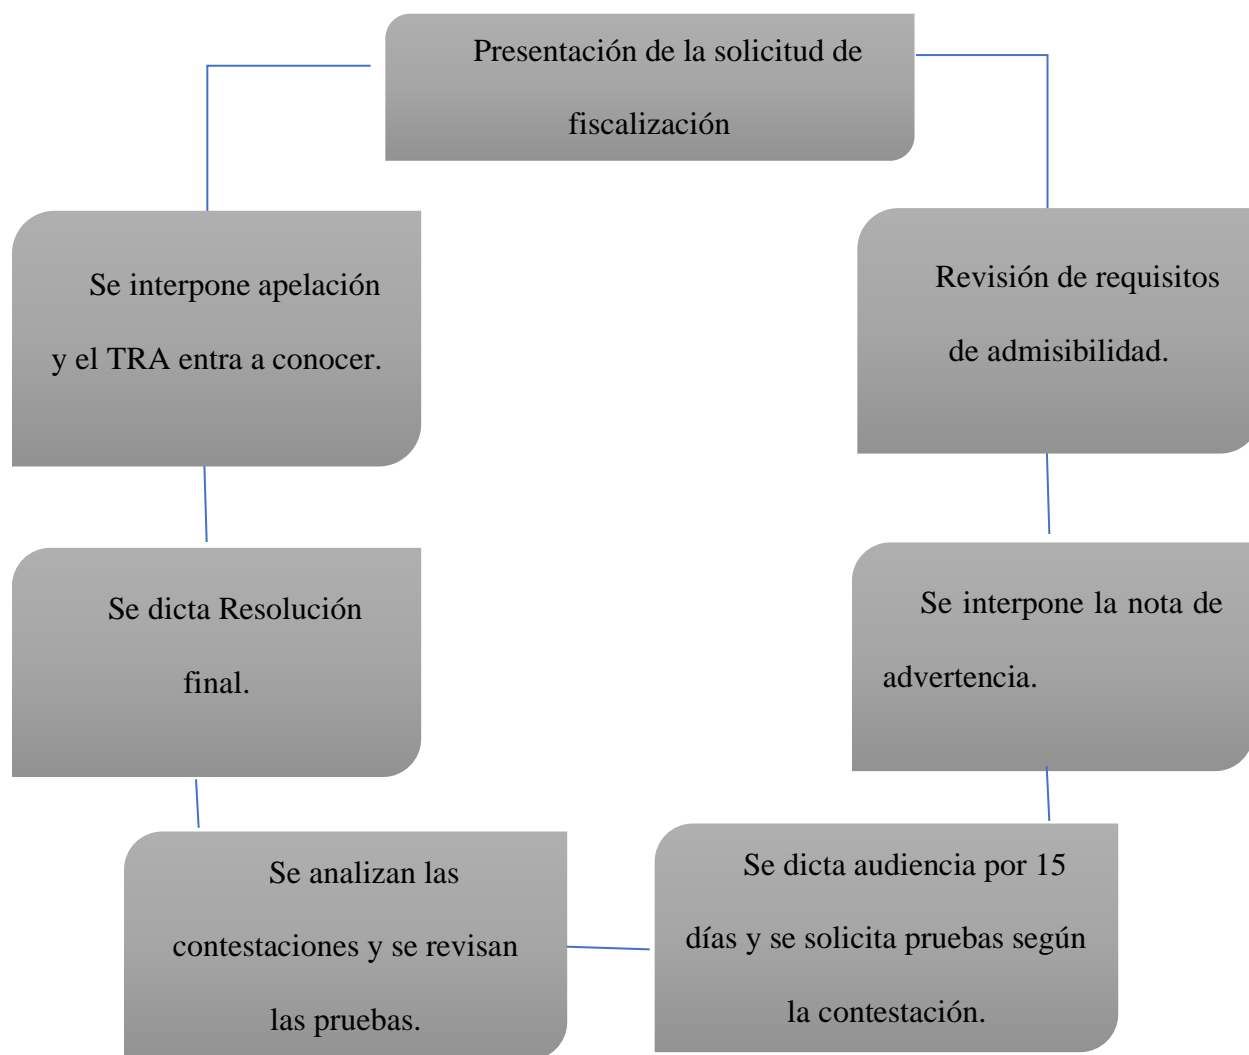 Presentación de la solicitud de
fiscalización
Revisión de requisitos
de admisibilidad.
Se interpone la nota de
advertencia.
Se dicta audiencia por 15
días y se solicita pruebas según
la contestación.
Se analizan las
contestaciones y se revisan
las pruebas.
Se dicta Resolución
final.
Se interpone apelación
y el TRA entra a conocer.